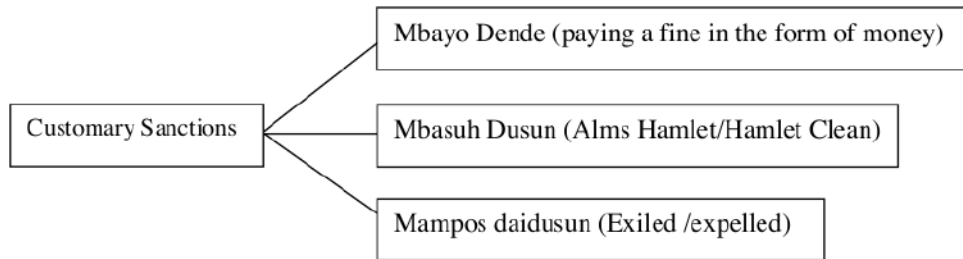 Mbayo Dende (paying a fine in the form of money)
Customary Sanctions
Mbasuh Dusun (Alms Hamlet/Hamlet Clean)
Mampos daidusun (Exiled /expelled)